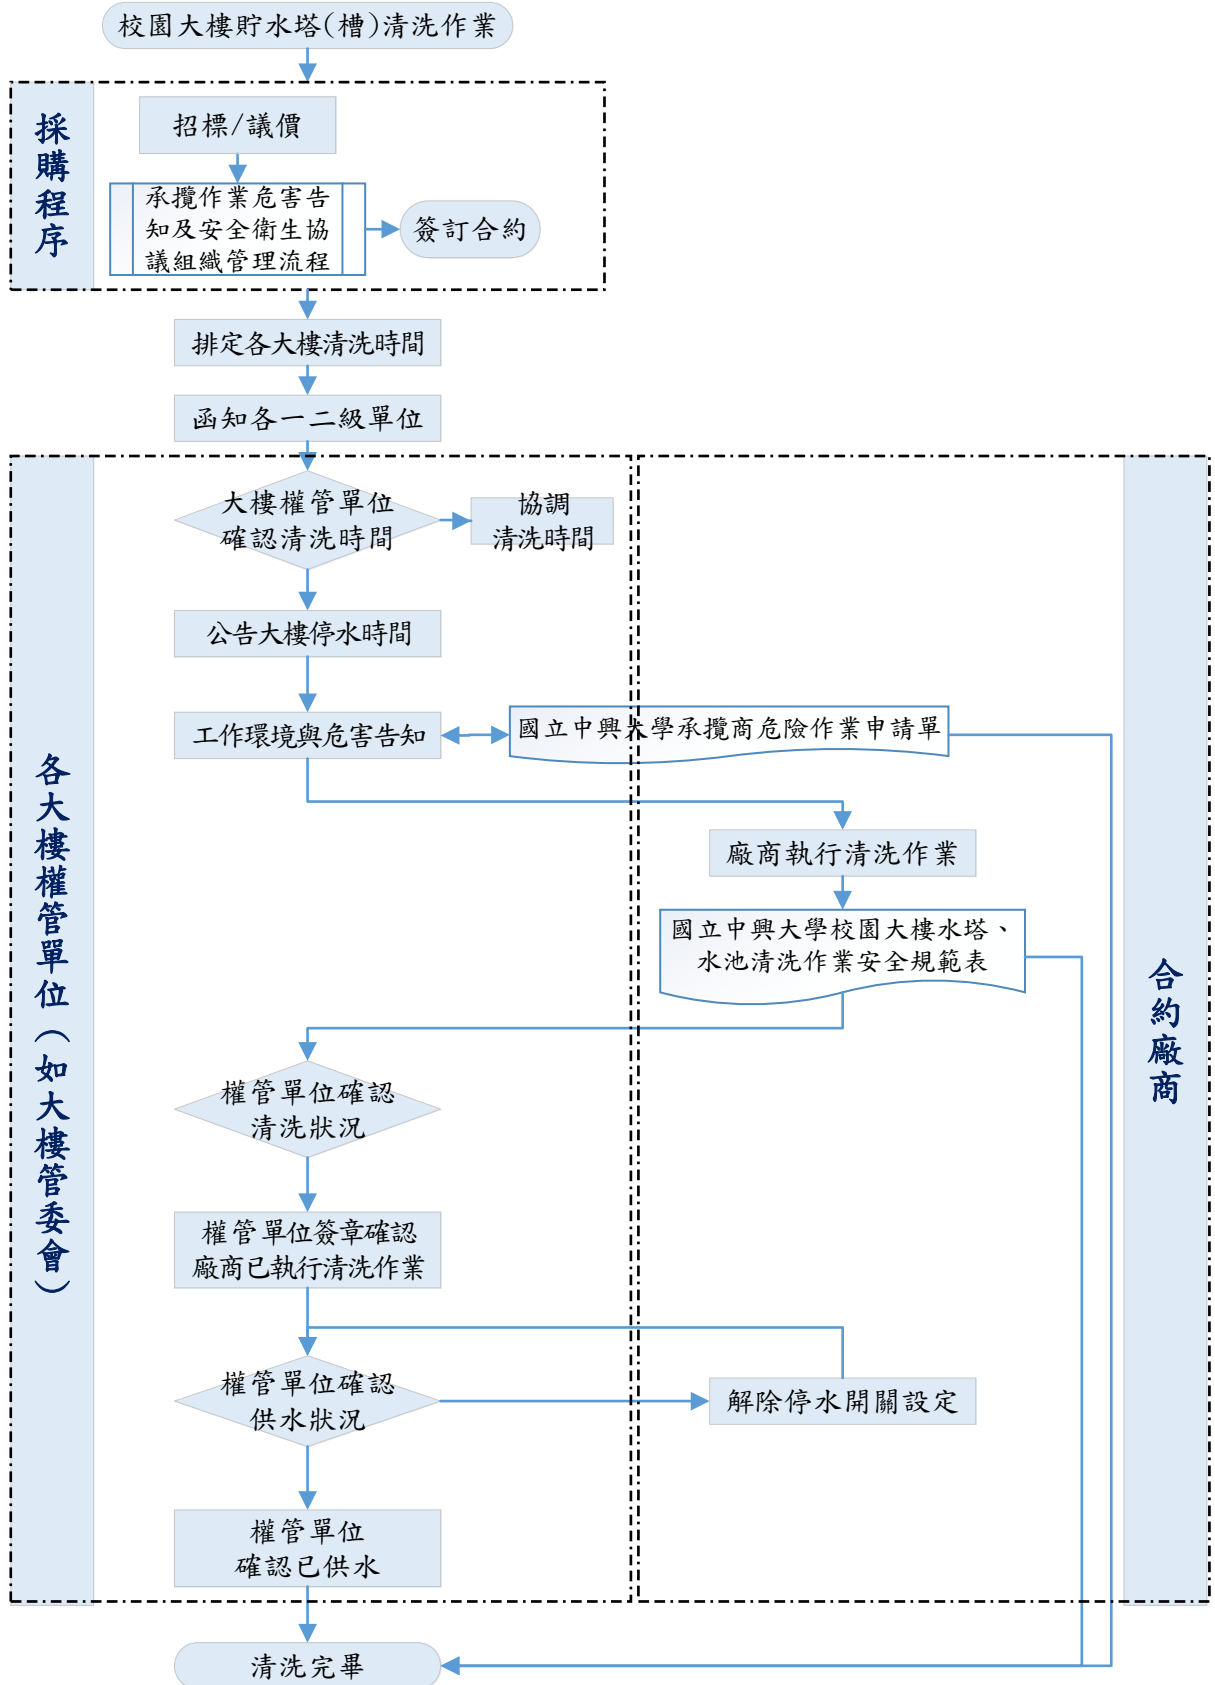 校園大樓貯水塔(槽)清洗作業
採購程序
招標/議價
承攬作業危害告
知及安全衛生協
議組織管理流程
簽訂合約
排定各大樓清洗時間
函知各一二級單位
大樓權管單位
確認清洗時間
協調
清洗時間
公告大樓停水時間
工作環境與危害告知
國立中興大學承攬商危險作業申請單
各大樓權管單位（如大樓管委會）
合約廠商
廠商執行清洗作業
國立中興大學校園大樓水塔、
水池清洗作業安全規範表
權管單位確認
清洗狀況
權管單位簽章確認
廠商已執行清洗作業
權管單位確認
供水狀況
解除停水開關設定
權管單位
確認已供水
清洗完畢